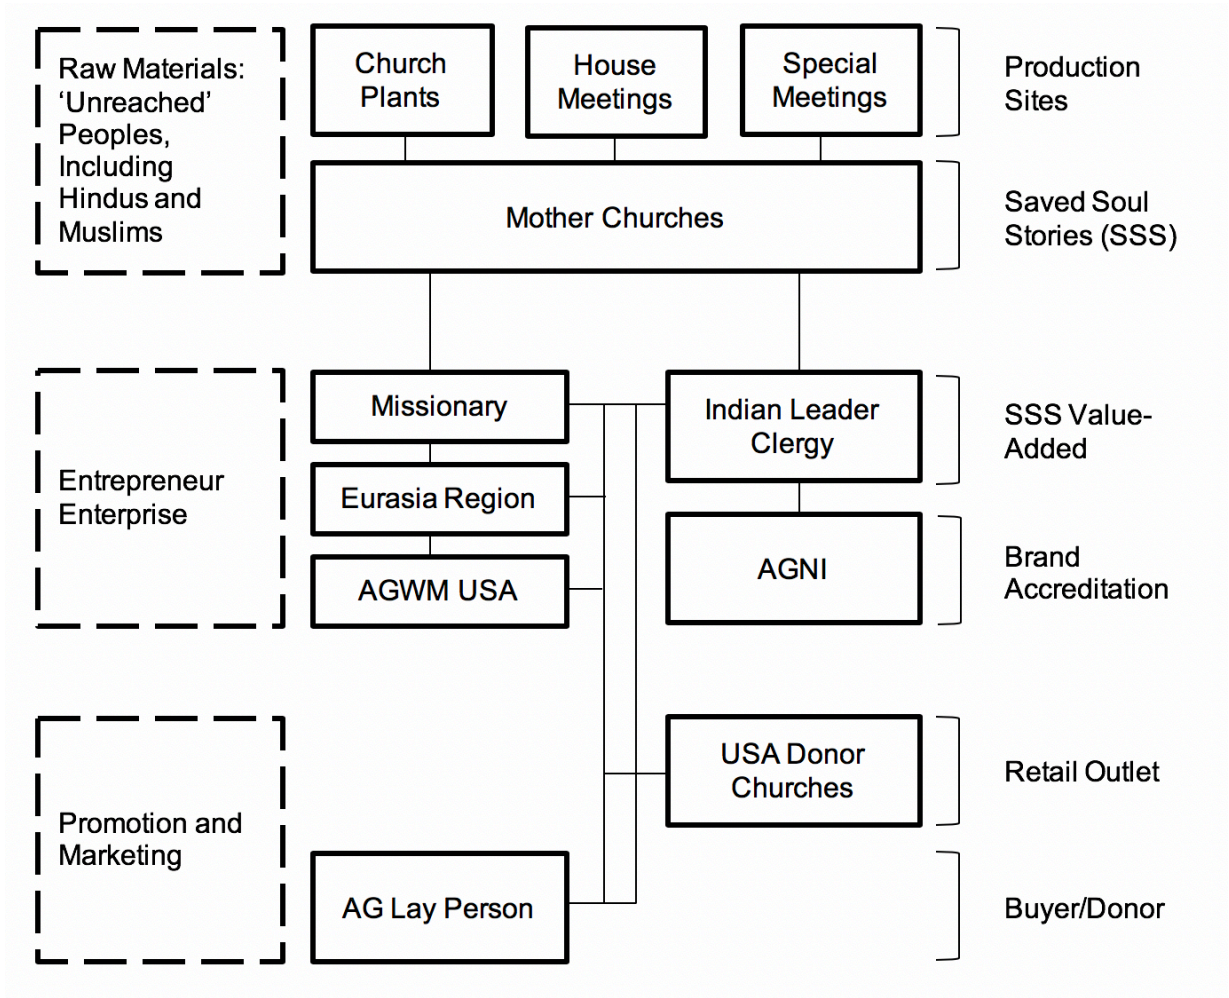 Raw Materials:
‘Unreached’
Peoples,
Including
Hindus and
Muslims
Church
Plants
House
Meetings
Special
Meetings
Production
Sites
Mother Churches
Saved Soul
Stories (SSS)
Entrepreneur
Enterprise
Missionary
Eurasia Region
AGWM USA
Indian Leader
Clergy
AGNI
SSS Value-
Added
Brand
Accreditation
Promotion and
Marketing
USA Donor
Churches
Retail Outlet
AG Lay Person
Buyer/Donor